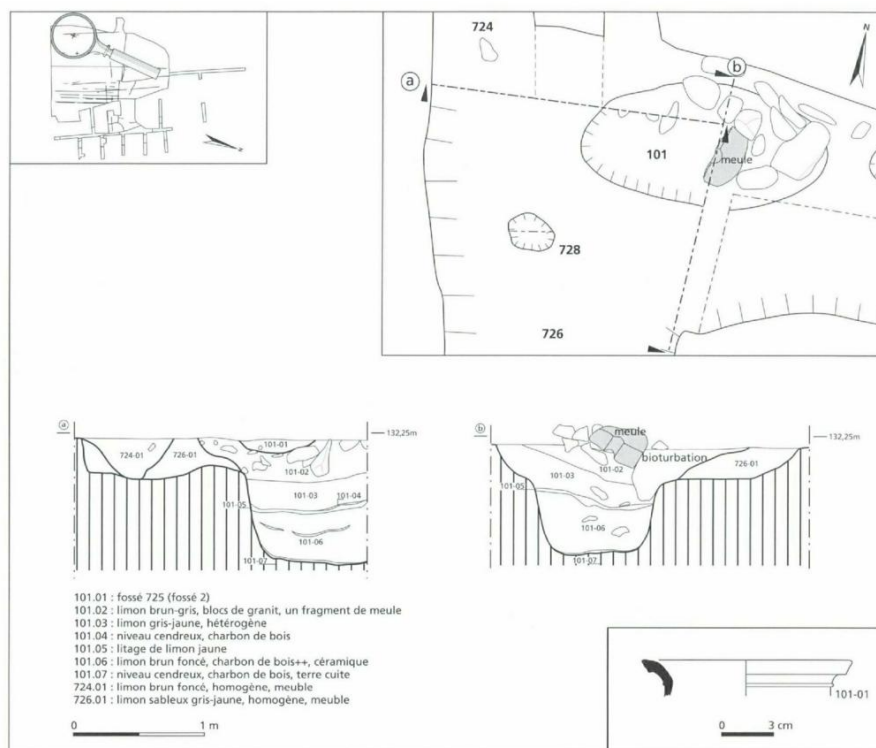 N
724
N
b
a
101
meule
728
726
a
132,25m
101-01
724-01
726-01
101-02
101-03
101-04
101-05
101-06
101-07
b
meule
132,25m
bioturbation
101-02
726-01
101-03
101-05
101-06
101-07
101.01 : fossé 725 (fossé 2)
101.02 : limon brun-gris, blocs de granit, un fragment de meule
101.03 : limon gris-jaune, hétérogène
101.04 : niveau cendreux, charbon de bois
101.05 : litage de limon jaune
101.06 : limon brun foncé, charbon de bois++, céramique
101.07 : niveau cendreux, charbon de bois, terre cuite
724.01 : limon brun foncé, homogène, meuble
726.01 : limon sableux gris-jaune, homogène, meuble
0 1 m
101-01
0 3 cm